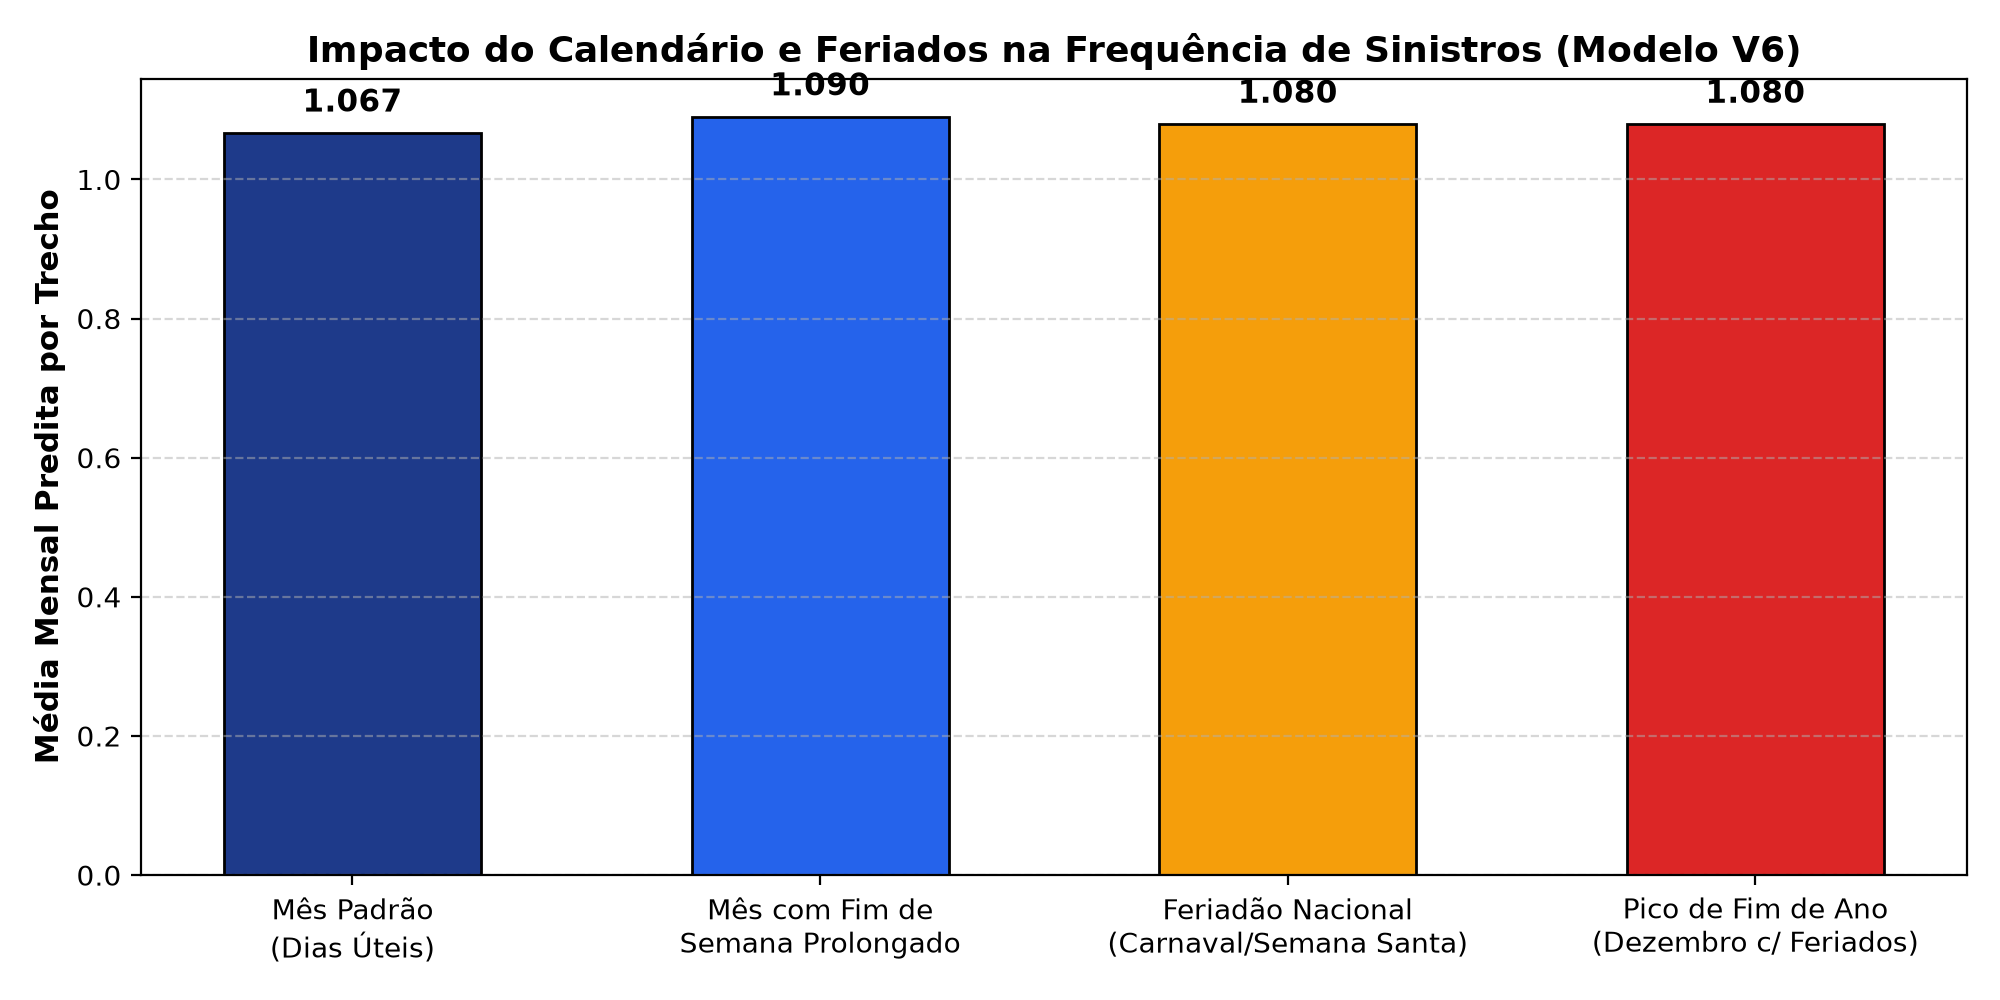 Impacto do Calendário e Feriados na Frequência de Sinistros (Modelo V6)
1.067
1.090
1.080
1.080
Média Mensal Predita por Trecho
1.0
0.8
0.6
0.4
0.2
0.0
Mês Padrão
(Dias Úteis)
Mês com Fim de
Semana Prolongado
Feriadão Nacional
(Carnaval/Semana Santa)
Pico de Fim de Ano
(Dezembro c/ Feriados)